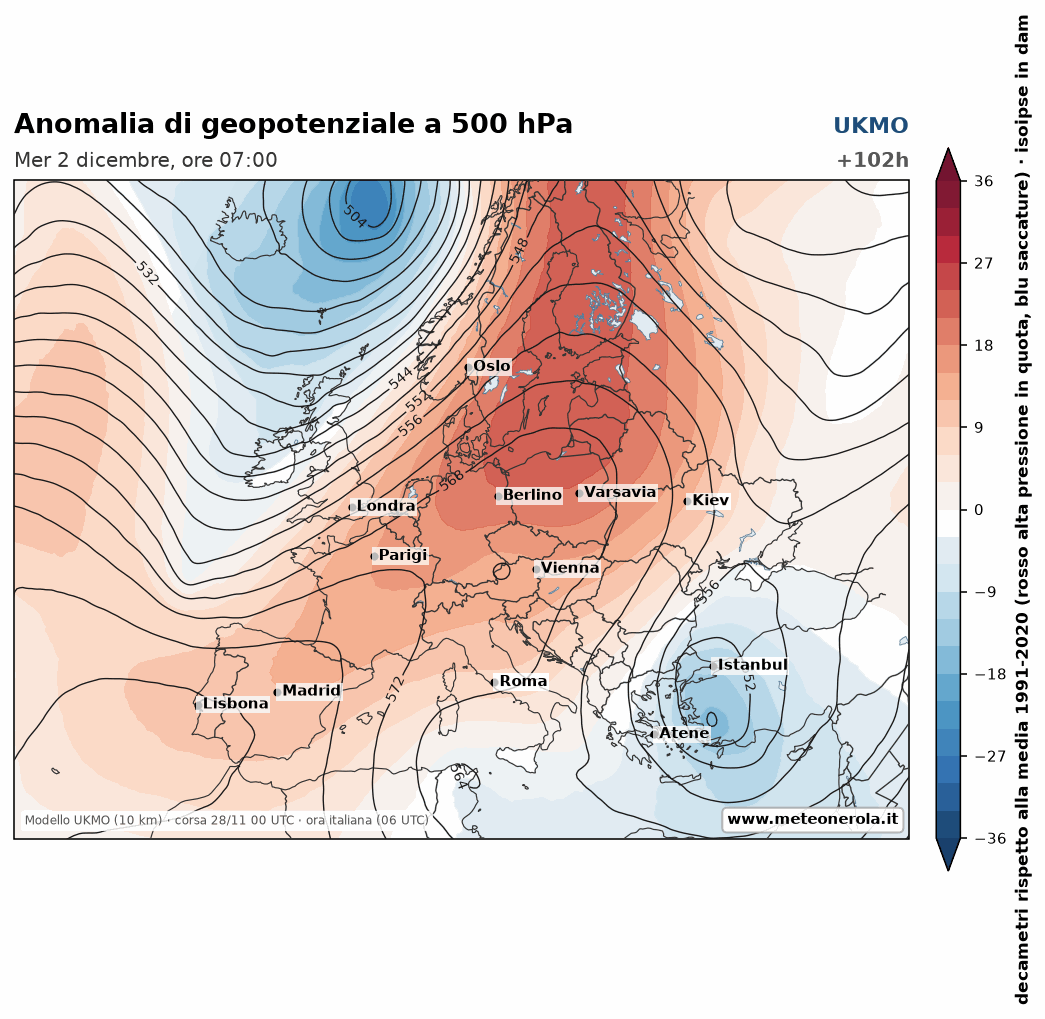 Anomalia di geopotenziale a 500 hPa
UKMO
Mer 2 dicembre, ore 07:00
+102h
504
532
548
544
552
556
568
Oslo
Berlino
Varsavia
Kiev
Londra
Parigi
Vienna
556
Istanbul
552
Roma
Madrid
572
Lisbona
Atene
564
Modello UKMO (10 km) · corsa 28/11 00 UTC · ora italiana (06 UTC)
www.meteonerola.it
36
27
18
9
0
−9
−18
−27
−36
decametri rispetto alla media 1991-2020 (rosso alta pressione in quota, blu saccature) · isoipse in dam